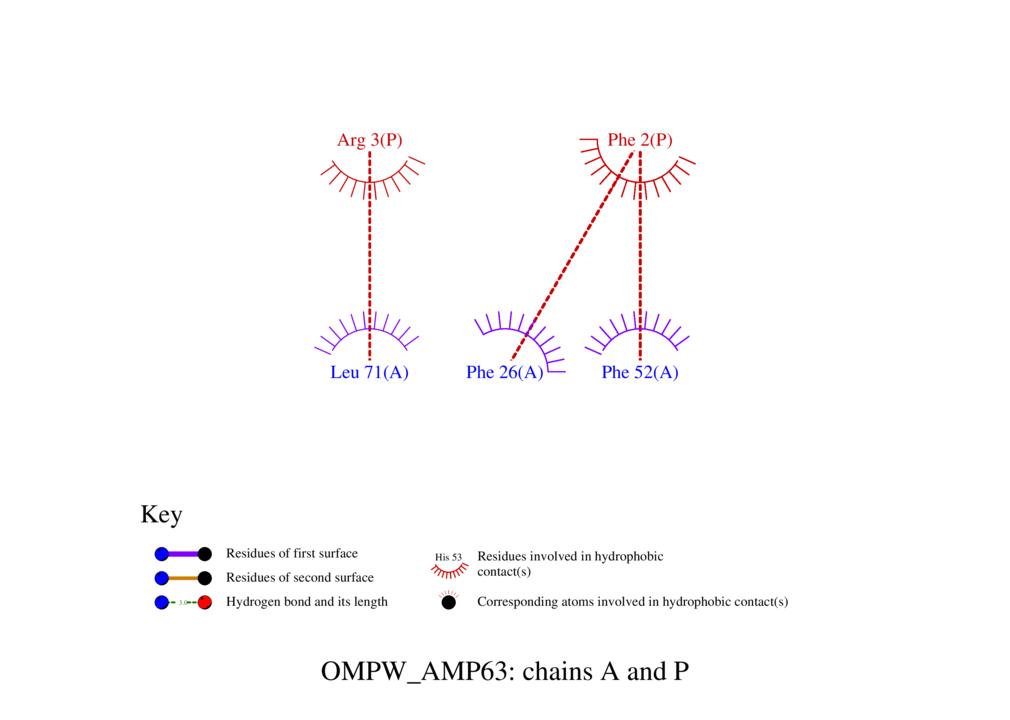 Arg 3(P)
Phe 2(P)
Leu 71(A)
Phe 26(A)
Phe 52(A)
Key
Residues of first surface
Residues of second surface
3.0
Hydrogen bond and its length
His 53
Residues involved in hydrophobic
contact(s)
Corresponding atoms involved in hydrophobic contact(s)
OMPW_AMP63: chains A and P